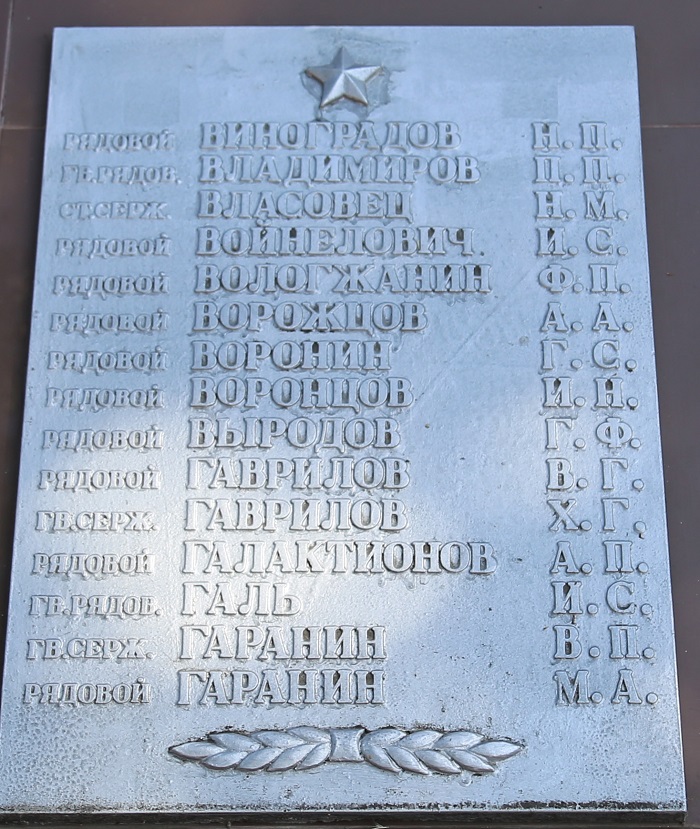 РЯДОВОЙ ВИНОГРАДОВ Н.П.
ГВ.РЯДОВ. ВЛАДИМИРОВ П.П.
СТ.СЕРЖ. ВЛАСОВЕЦ Н.М.
РЯДОВОЙ ВОЙНЕЛОВИЧ. И.С.
РЯДОВОЙ ВОЛОГЖАНИН Ф.П.
РЯДОВОЙ ВОРОЖЦОВ А.А.
РЯДОВОЙ ВОРОНИН Г.С.
РЯДОВОЙ ВОРОНЦОВ И.Н.
РЯДОВОЙ ВЫРОДОВ Г.Ф.
РЯДОВОЙ ГАВРИЛОВ В.Г.
ГВ.СЕРЖ. ГАВРИЛОВ Х.Г.
РЯДОВОЙ ГАЛАКТИОНОВ А.П.
ГВ.РЯДОВ. ГАЛЬ И.С.
ГВ.СЕРЖ. ГАРАНИН В.П.
РЯДОВОЙ ГАРАНИН М.А.